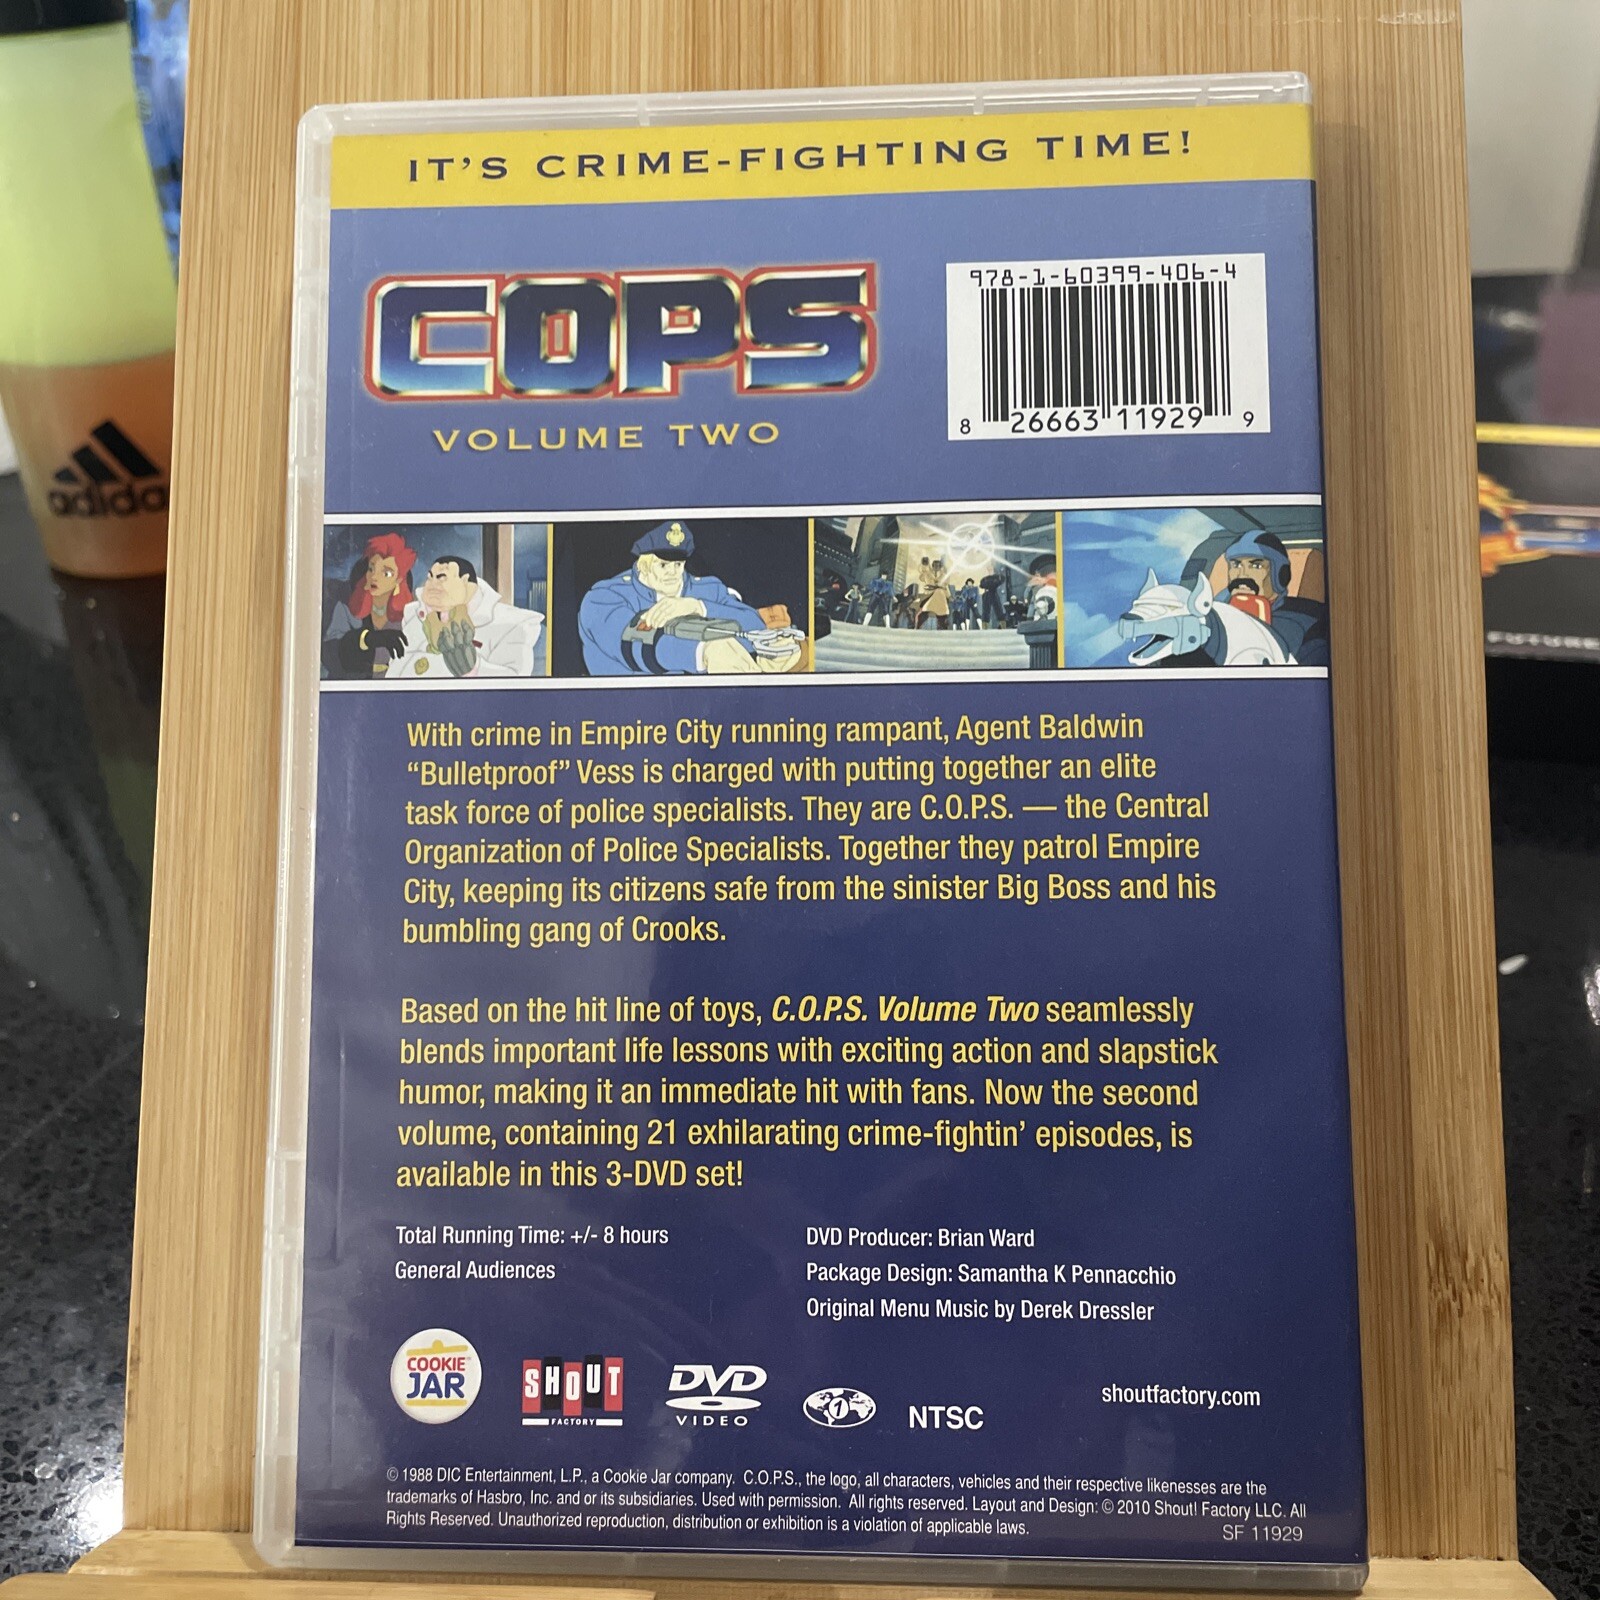 IT'S CRIME-FIGHTING TIME!
COPS
VOLUME TWO
978-1-60399-406-4
8 26663 11929 9
adidas
With crime in Empire City running rampant, Agent Baldwin
“Bulletproof” Vess is charged with putting together an elite
task force of police specialists. They are C.O.P.S. — the Central
Organization of Police Specialists. Together they patrol Empire
City, keeping its citizens safe from the sinister Big Boss and his
bumbling gang of Crooks.
Based on the hit line of toys, C.O.P.S. Volume Two seamlessly
blends important life lessons with exciting action and slapstick
humor, making it an immediate hit with fans. Now the second
volume, containing 21 exhilarating crime-fightin’ episodes, is
available in this 3-DVD set!
Total Running Time: +/- 8 hours
General Audiences
DVD Producer: Brian Ward
Package Design: Samantha K Pennacchio
Original Menu Music by Derek Dressler
COOKIE
JAR
SHOUT
FACTORY
DVD
VIDEO
1
NTSC
shoutfactory.com
© 1988 DIC Entertainment, L.P., a Cookie Jar company. C.O.P.S., the logo, all characters, vehicles and their respective likenesses are the
trademarks of Hasbro, Inc. and or its subsidiaries. Used with permission. All rights reserved. Layout and Design: © 2010 Shout! Factory LLC. All
Rights Reserved. Unauthorized reproduction, distribution or exhibition is a violation of applicable laws.
SF 11929